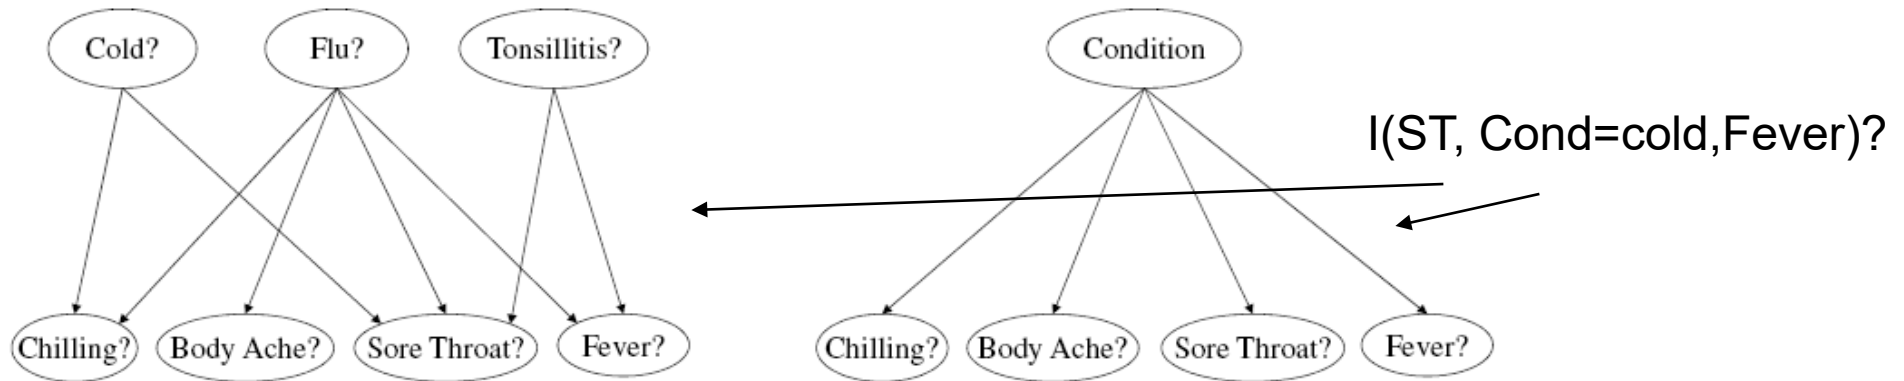 Cold? Flu? Tonsillitis? Condition
I(ST, Cond=cold,Fever)?
Chilling? Body Ache? Sore Throat? Fever? Chilling? Body Ache? Sore Throat? Fever?